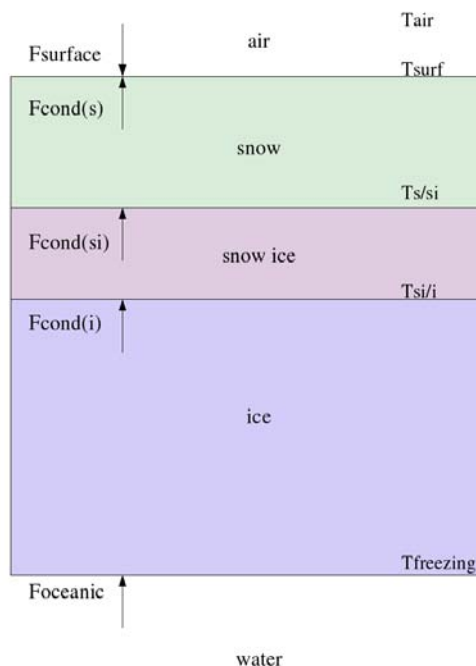 Tair
air
Fsurface
Tsurf
Fcond(s)
snow
Ts/si
Fcond(si)
snow ice
Tsi/i
Fcond(i)
ice
Tfreezing
Foceanic
water